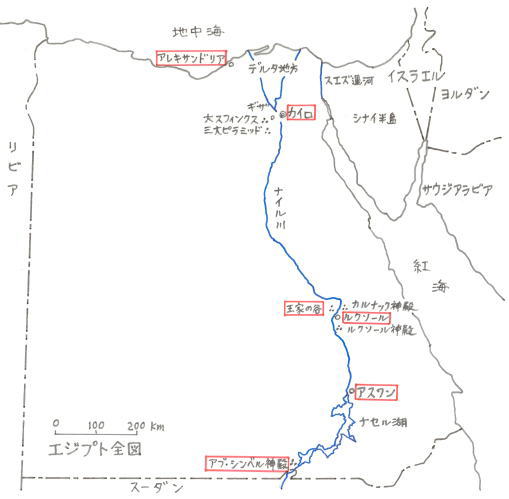 地中海
アレキサンドリア
デルタ地方
スエズ運河
イスラエル
ヨルダン
ギザ
カイロ
大スフィンクス
三大ピラミッド
シナイ半島
リビア
サウジアラビア
ナイル川
紅海
王家の谷
カルナック神殿
ルクソール
ルクソール神殿
アスワン
ナセル湖
0 100 200 km
エジプト全図
アブ・シンベル神殿
スーダン